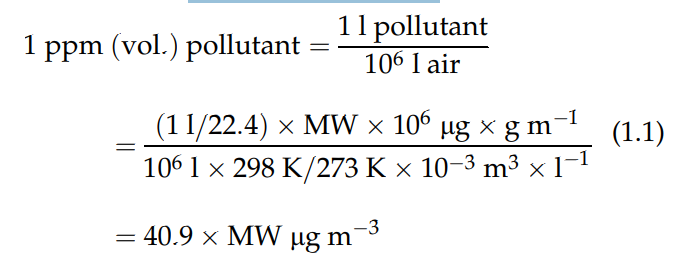 1 ppm (vol.) pollutant = 1 l pollutant / 10⁶ I air
= (1 l/22.4) × MW × 10⁶ μg × g m⁻¹ / 10⁶ l × 298 K/273 K × 10⁻³ m³ × l⁻¹ (1.1)
= 40.9 × MW μg m⁻³